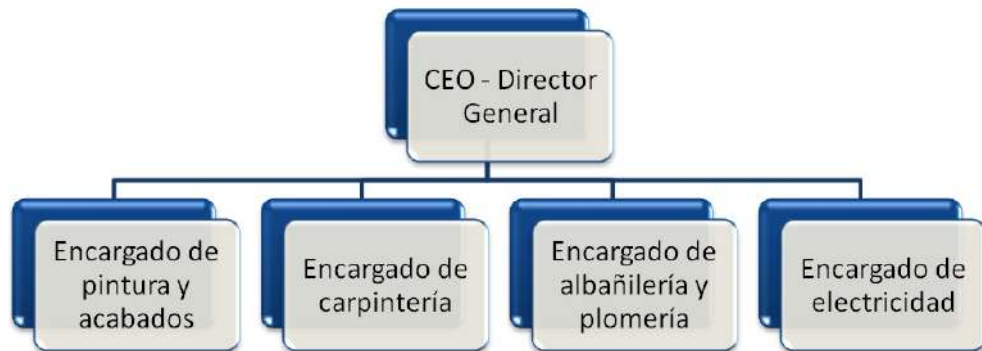 CEO - Director
General
Encargado de
pintura y
acabados
Encargado de
carpintería
Encargado de
albañilería y
plomería
Encargado de
electricidad